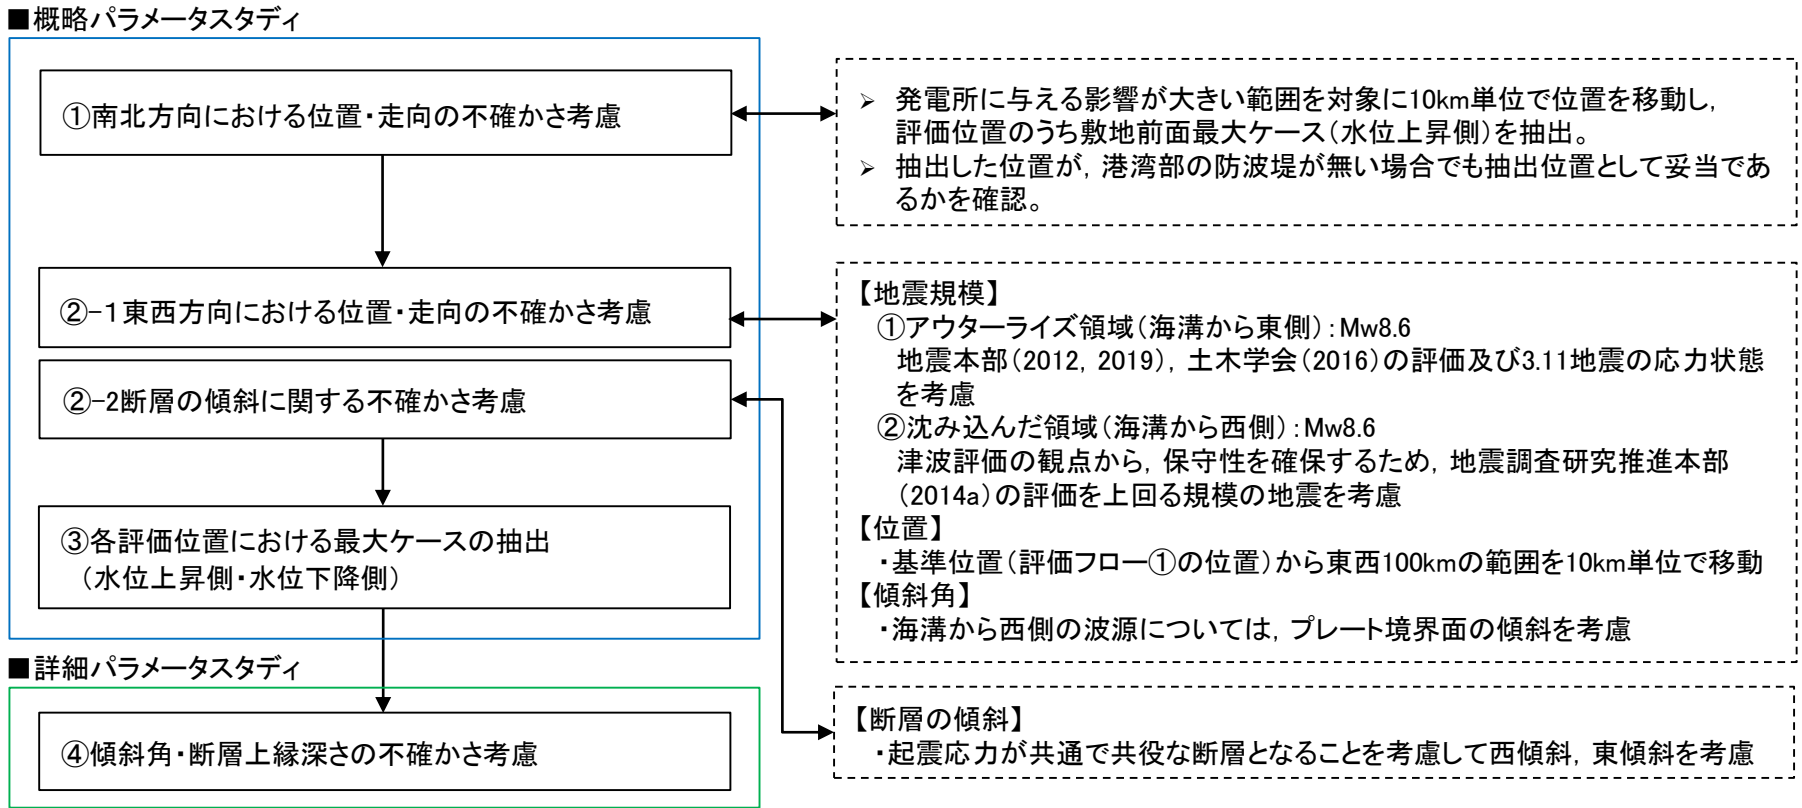 ■概略パラメータスタディ
①南北方向における位置・走向の不確かさ考慮
➢ 発電所に与える影響が大きい範囲を対象に10km単位で位置を移動し，
評価位置のうち敷地前面最大ケース（水位上昇側）を抽出。
➢ 抽出した位置が，港湾部の防波堤が無い場合でも抽出位置として妥当であ
るかを確認。
②-１東西方向における位置・走向の不確かさ考慮
②-2断層の傾斜に関する不確かさ考慮
③各評価位置における最大ケースの抽出
（水位上昇側・水位下降側）
【地震規模】
①アウターライズ領域（海溝から東側）：Mw8.6
地震本部（2012，2019），土木学会（2016）の評価及び3.11地震の応力状態
を考慮
②沈み込んだ領域（海溝から西側）：Mw8.6
津波評価の観点から，保守性を確保するため，地震調査研究推進本部
（2014a）の評価を上回る規模の地震を考慮
【位置】
・基準位置（評価フロー①の位置）から東西100kmの範囲を10km単位で移動
【傾斜角】
・海溝から西側の波源については，プレート境界面の傾斜を考慮
■詳細パラメータスタディ
④傾斜角・断層上縁深さの不確かさ考慮
【断層の傾斜】
・起震応力が共通で共役な断層となることを考慮して西傾斜，東傾斜を考慮